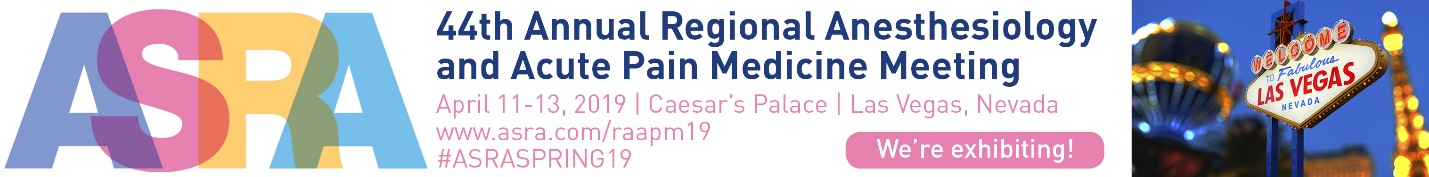 ASRA
44th Annual Regional Anesthesiology
and Acute Pain Medicine Meeting
April 11-13, 2019 | Caesar's Palace | Las Vegas, Nevada
www.asra.com/raapm19
#ASRASPRING19
We're exhibiting!
WELCOME
TO Fabulous
LAS VEGAS
NEVADA